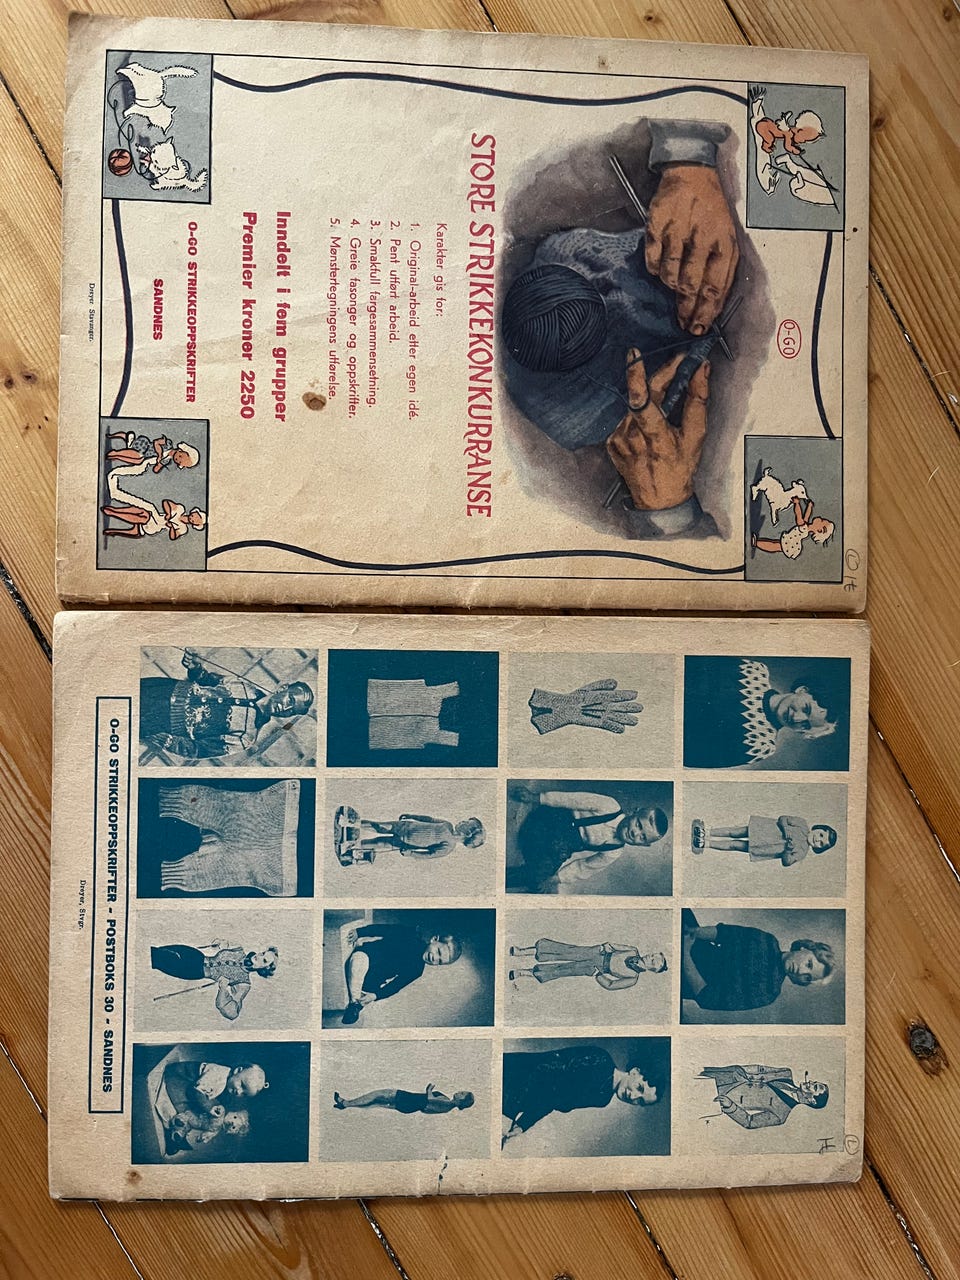 O-GO
STORE STRIKKEKONKURRANSE
Karakter gis for:
1. Original-arbeid etter egen idé.
2. Pent utført arbeid.
3. Smakfull fargesammensetning.
4. Greie fasonger og oppskrifter.
5. Mønstertegningens utførelse.
Inndelt i fem grupper
Premier kroner 2250
O-GO STRIKKEOPPSKRIFTER
SANDNES
Dreyer Stavanger.
O-GO STRIKKEOPPSKRIFTER - POSTBOKS 30 - SANDNES
Dreyer, Stvgr.